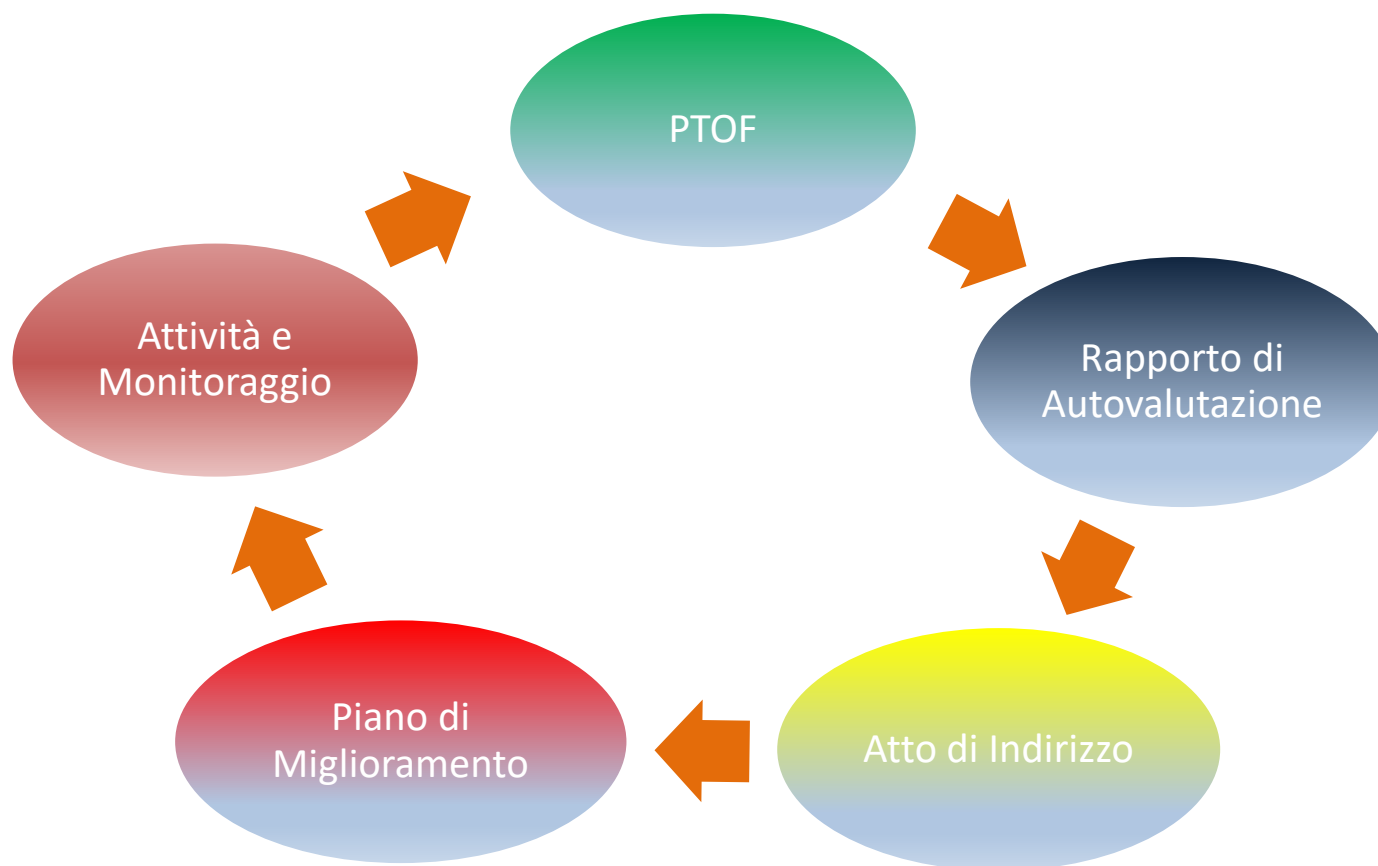 PTOF
Rapporto di
Autovalutazione
Atto di Indirizzo
Piano di
Miglioramento
Attività e
Monitoraggio